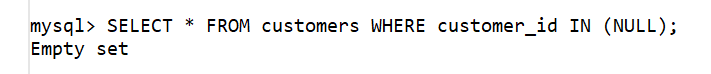 mysql> SELECT * FROM customers WHERE customer_id IN (NULL);
Empty set